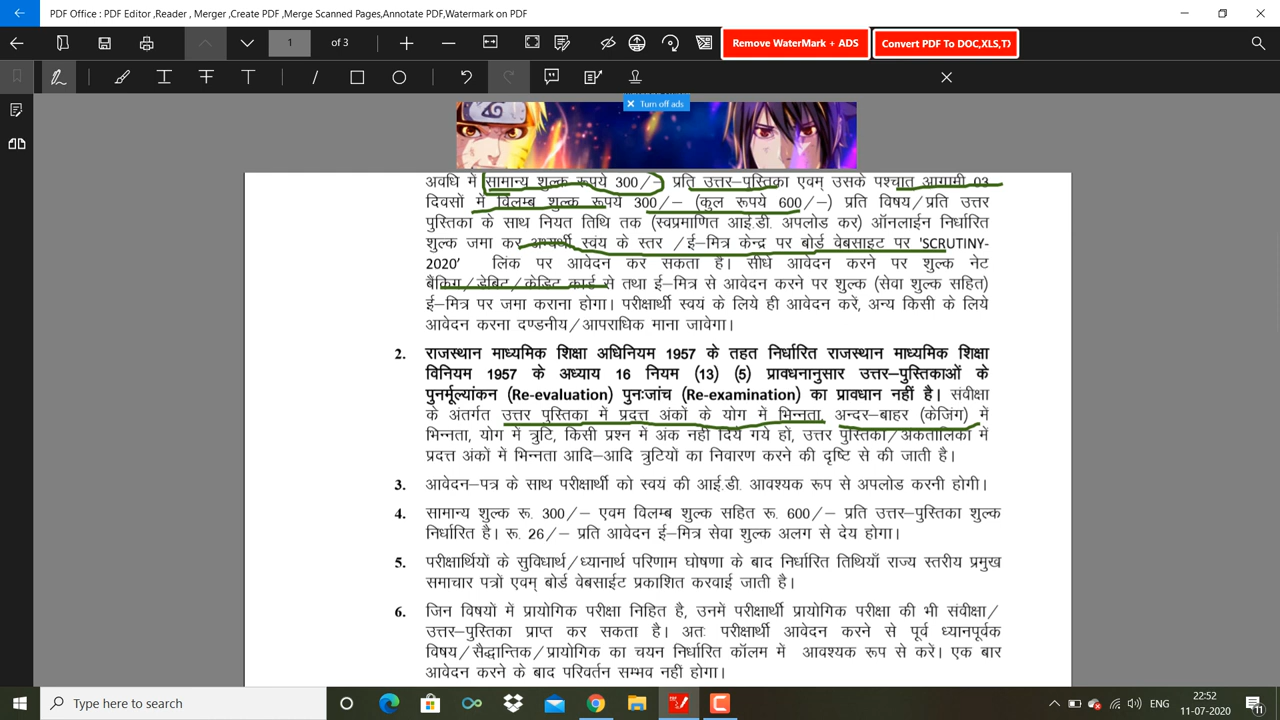 PDF Office : PDF Editor ,Reader , Merger ,Create PDF ,Merge Scanned Pages,Annotate PDF,Watermark on PDF
1 of 3
Remove WaterMark + ADS
Convert PDF To DOC,XLS,T
Turn off ads
अवधि में सामान्य शुल्क रूपये 300/– प्रति उत्तर–पुस्तिका एवम् उसके पश्चात आगामी 03
दिवसों में विलम्ब शुल्क रूपये 300/– (कुल रूपये 600/–) प्रति विषय/प्रति उत्तर
पुस्तिका के साथ नियत तिथि तक (स्वप्रमाणित आई.डी. अपलोड कर) ऑनलाईन निर्धारित
शुल्क जमा कर अभ्यर्थी स्वंय के स्तर /ई–मित्र केन्द्र पर बोर्ड वेबसाइट पर 'SCRUTINY-
2020' लिंक पर आवेदन कर सकता है। सीधे आवेदन करने पर शुल्क नेट
बैंकिग/डेबिट/क्रेडिट कार्ड से तथा ई–मित्र से आवेदन करने पर शुल्क (सेवा शुल्क सहित)
ई–मित्र पर जमा कराना होगा। परीक्षार्थी स्वयं के लिये ही आवेदन करें, अन्य किसी के लिये
आवेदन करना दण्डनीय/आपराधिक माना जावेगा।
2. राजस्थान माध्यमिक शिक्षा अधिनियम 1957 के तहत निर्धारित राजस्थान माध्यमिक शिक्षा
विनियम 1957 के अध्याय 16 नियम (13) (5) प्रावधनानुसार उत्तर–पुस्तिकाओं के
पुनर्मूल्यांकन (Re-evaluation) पुनःजांच (Re-examination) का प्रावधान नहीं है। संवीक्षा
के अंतर्गत उत्तर पुस्तिका में प्रदत्त अंकों के योग में भिन्नता, अन्दर–बाहर (केजिंग) में
भिन्नता, योग में त्रुटि, किसी प्रश्न में अंक नही दिये गये हों, उत्तर पुस्तिका/अंकतालिका में
प्रदत्त अंकों में भिन्नता आदि–आदि त्रुटियों का निवारण करने की दृष्टि से की जाती है।
3. आवेदन–पत्र के साथ परीक्षार्थी को स्वयं की आई.डी. आवश्यक रूप से अपलोड करनी होगी।
4. सामान्य शुल्क रू. 300/– एवम विलम्ब शुल्क सहित रू. 600/– प्रति उत्तर–पुस्तिका शुल्क
निर्धारित है। रू. 26/– प्रति आवेदन ई–मित्र सेवा शुल्क अलग से देय होगा।
5. परीक्षार्थियों के सुविधार्थ/ध्यानार्थ परिणाम घोषणा के बाद निर्धारित तिथियाँ राज्य स्तरीय प्रमुख
समाचार पत्रों एवम् बोर्ड वेबसाईट प्रकाशित करवाई जाती है।
6. जिन विषयों में प्रायोगिक परीक्षा निहित है, उनमें परीक्षार्थी प्रायोगिक परीक्षा की भी संवीक्षा/
उत्तर–पुस्तिका प्राप्त कर सकता है। अतः परीक्षार्थी आवेदन करने से पूर्व ध्यानपूर्वक
विषय/सैद्धान्तिक/प्रायोगिक का चयन निर्धारित कॉलम में आवश्यक रूप से करें। एक बार
आवेदन करने के बाद परिवर्तन सम्भव नहीं होगा।
Type here to search
ENG
22:52
11-07-2020